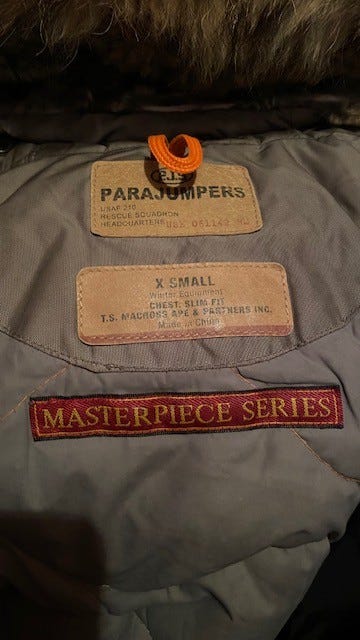 PJS
PARAJUMPERS
USAF 210
RESCUE SQUADRON
HEADQUARTERS
X SMALL
Winter Equipment
CHEST. SLIM FIT
T.S. MACROSS APE & PARTNERS INC.
Made in China
MASTERPIECE SERIES